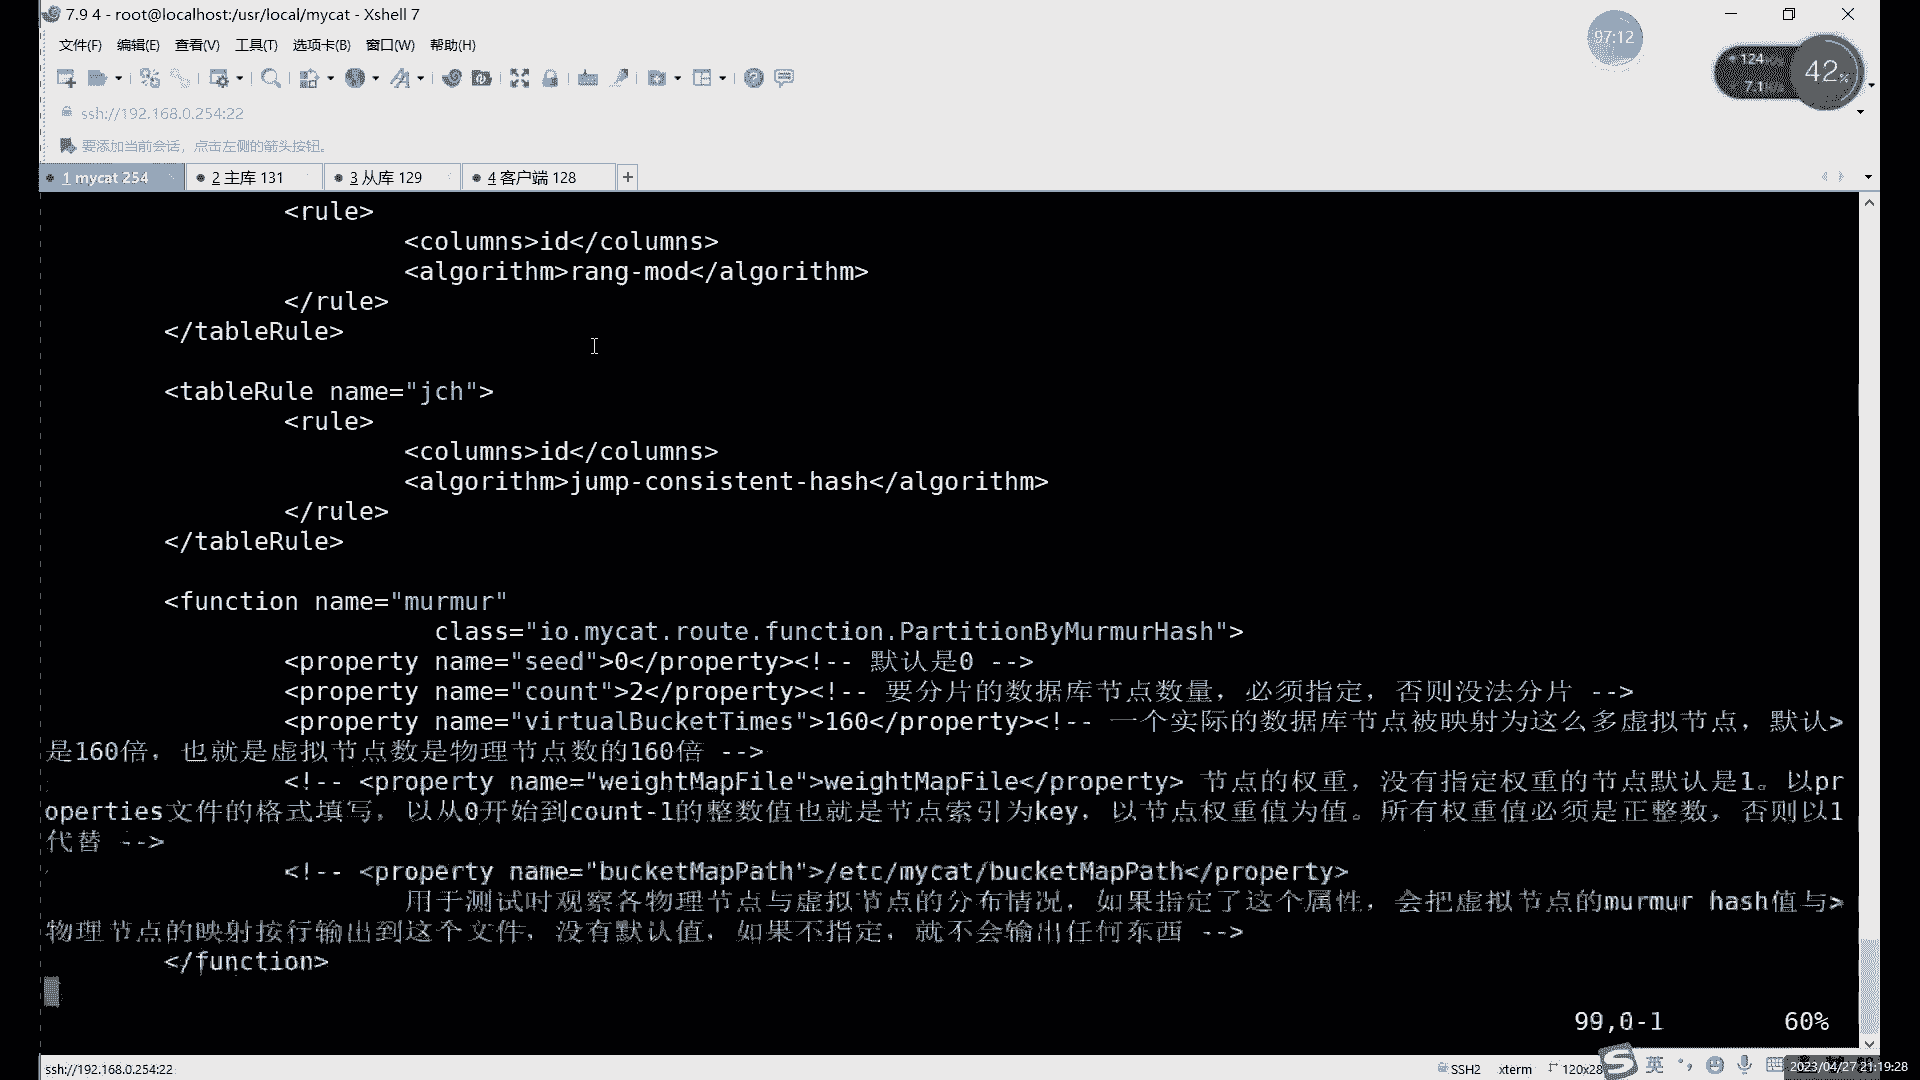 7.9 4 - root@localhost:/usr/local/mycat - Xshell 7
97:12
文件(F) 编辑(E) 查看(V) 工具(T) 选项卡(B) 窗口(W) 帮助(H)
124
7.1
42%
ssh://192.168.0.254:22
要添加当前会话，点击左侧的箭头按钮。
1 mycat 254
2 主库 131
3 从库 129
4 客户端 128
+
<rule>
<columns>id</columns>
<algorithm>rang-mod</algorithm>
</rule>
</tableRule>
<tableRule name="jch">
<rule>
<columns>id</columns>
<algorithm>jump-consistent-hash</algorithm>
</rule>
</tableRule>
<function name="murmur"
class="io.mycat.route.function.PartitionByMurmurHash">
<property name="seed">0</property><!-- 默认是0 -->
<property name="count">2</property><!-- 要分片的数据库节点数量，必须指定，否则没法分片 -->
<property name="virtualBucketTimes">160</property><!-- 一个实际的数据库节点被映射为这么多虚拟节点，默认>
是160倍，也就是虚拟节点数是物理节点数的160倍 -->
<!-- <property name="weightMapFile">weightMapFile</property> 节点的权重，没有指定权重的节点默认是1。以pr
operties文件的格式填写，以从0开始到count-1的整数值也就是节点索引为key，以节点权重值为值。所有权重值必须是正整数，否则以1
代替 -->
<!-- <property name="bucketMapPath">/etc/mycat/bucketMapPath</property>
用于测试时观察各物理节点与虚拟节点的分布情况，如果指定了这个属性，会把虚拟节点的murmur hash值与>
物理节点的映射按行输出到这个文件，没有默认值，如果不指定，就不会输出任何东西 -->
</function>
99,0-1 60%
ssh://192.168.0.254:22
SSH2 xterm 120x28
英
2023/04/27 21:19:28